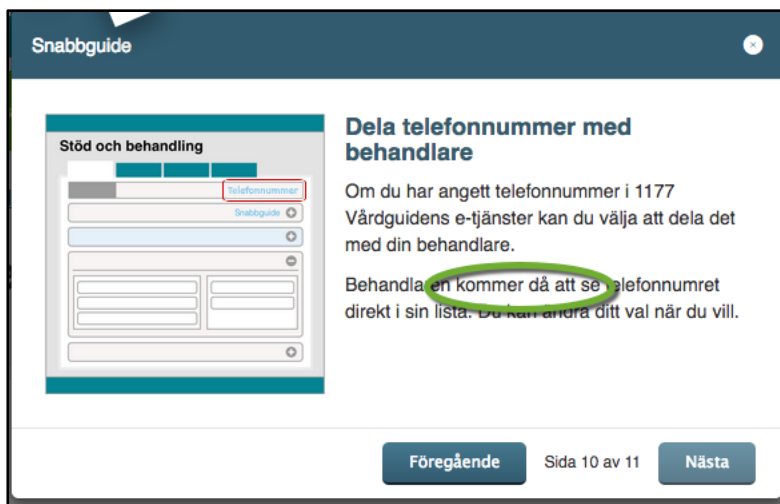 Snabbguide
Stöd och behandling
Telefonnummer
Snabbguide
Dela telefonnummer med
behandlare
Om du har angett telefonnummer i 1177
Vårdguidens e-tjänster kan du välja att dela det
med din behandlare.
Behandlaren kommer då att se telefonnumret
direkt i sin lista. Du kan ändra ditt val när du vill.
Föregående
Sida 10 av 11
Nästa